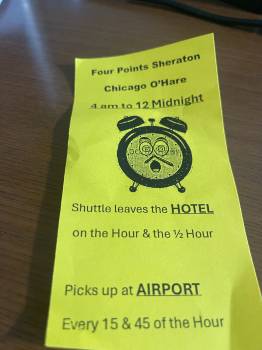 Four Points Sheraton
Chicago O'Hare
4 am to 12 Midnight
Shuttle leaves the HOTEL
on the Hour & the ½ Hour
Picks up at AIRPORT
Every 15 & 45 of the Hour